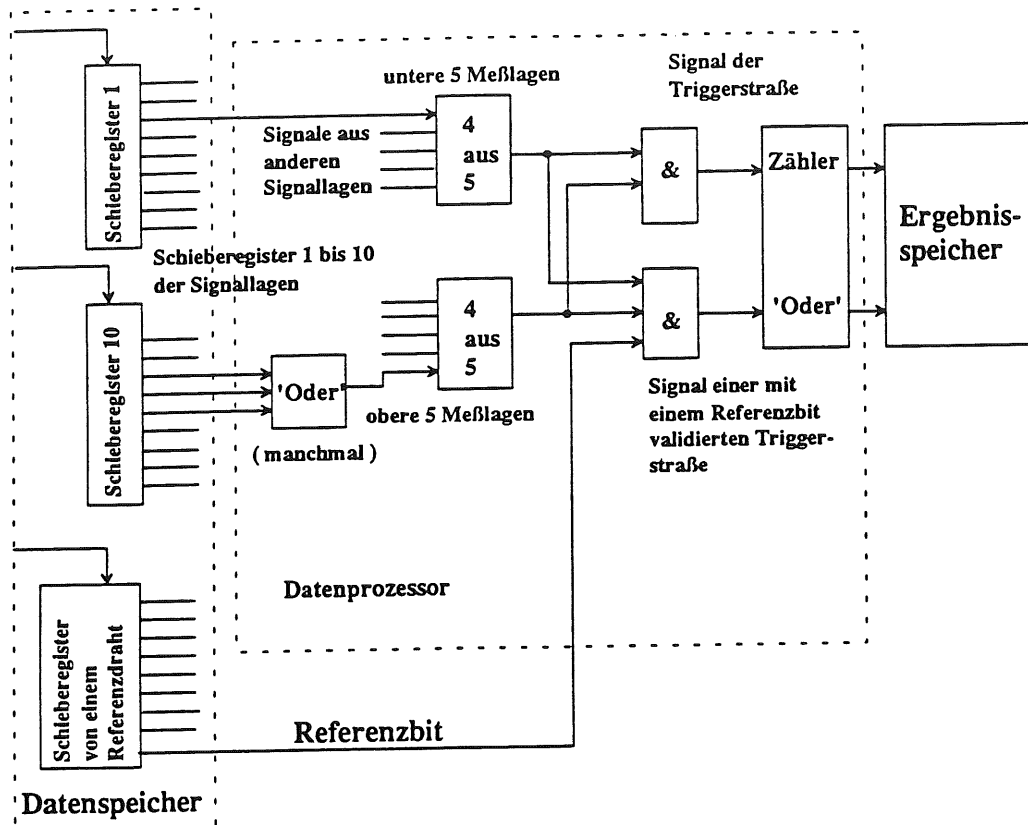 Schieberegister 1
untere 5 Meßlagen
Signal der
Triggerstraße
Signale aus
anderen
Signallagen
4
aus
5
&
Zähler
'Oder'
Ergebnis-
speicher
Schieberegister 1 bis 10
der Signallagen
Schieberegister 10
4
aus
5
&
'Oder'
(manchmal)
obere 5 Meßlagen
Signal einer mit
einem Referenzbit
validierten Trigger-
straße
Datenprozessor
Schieberegister
von einem
Referenzdraht
Referenzbit
Datenspeicher